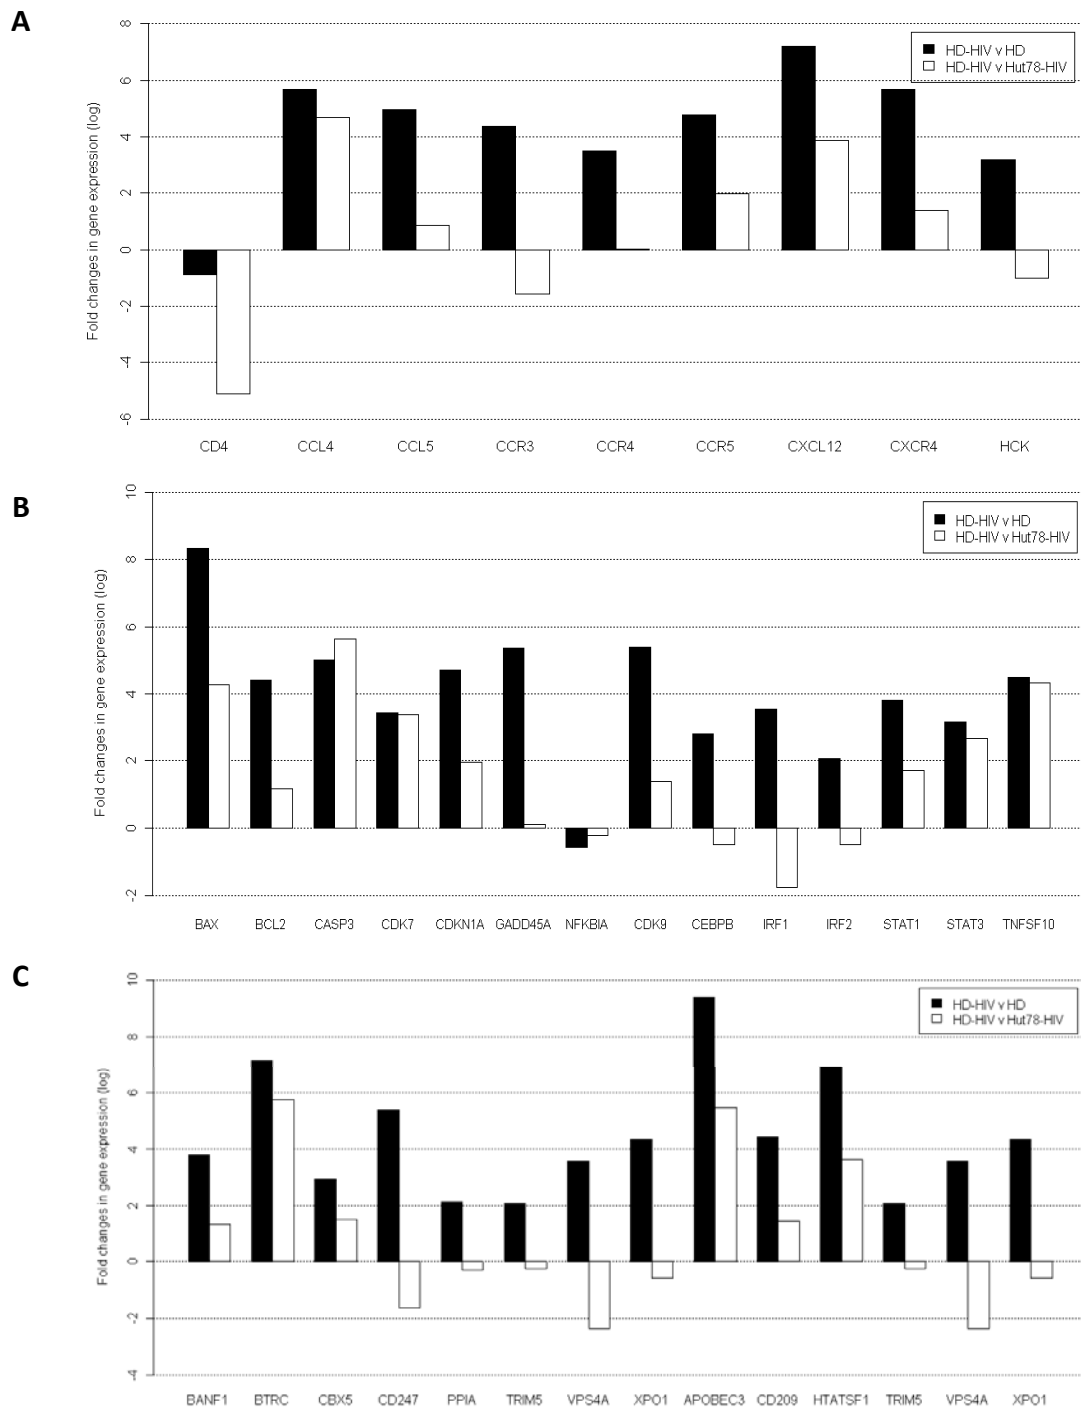 A
Fold changes in gene expression (log)
8
6
4
2
0
-2
-4
-6
HD-HIV v HD
HD-HIV v Hut78-HIV
CD4 CCL4 CCL5 CCR3 CCR4 CCR5 CXCL12 CXCR4 HCK
B
Fold changes in gene expression (log)
10
8
6
4
2
0
-2
HD-HIV v HD
HD-HIV v Hut78-HIV
BAX BCL2 CASP3 CDK7 CDKN1A GADD45A NFKBIA CDK9 CEBPB IRF1 IRF2 STAT1 STAT3 TNFSF10
C
Fold changes in gene expression (log)
10
8
6
4
2
0
-2
-4
HD-HIV v HD
HD-HIV v Hut78-HIV
BANF1 BTRC CBX5 CD247 PPIA TRIM5 VPS4A XPO1 APOBEC3 CD209 HTATSF1 TRIM5 VPS4A XPO1